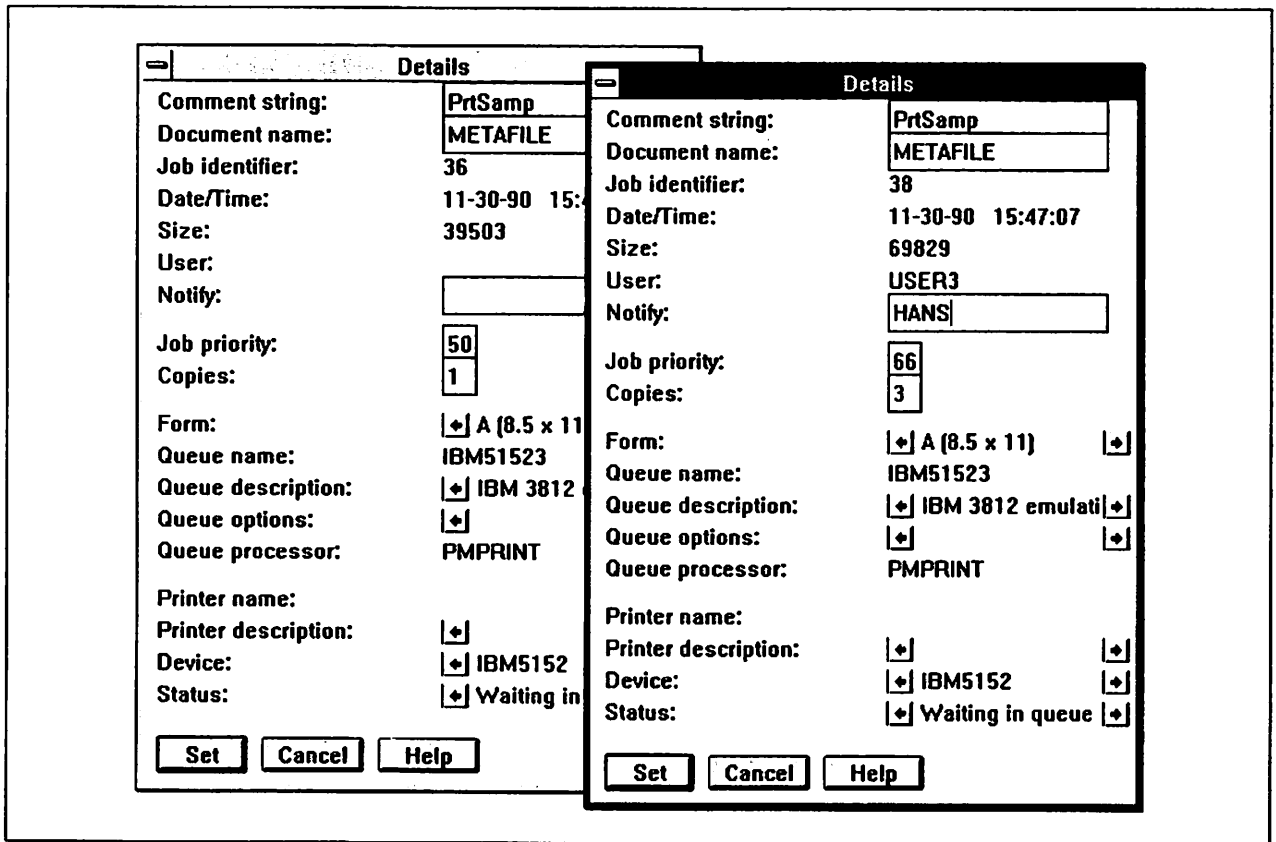 Details
Comment string: PrtSamp
Document name: METAFILE
Job identifier: 36
Date/Time: 11-30-90 15:4
Size: 39503
User:
Notify:
Job priority: 50
Copies: 1
Form: A (8.5 x 11
Queue name: IBM51523
Queue description: IBM 3812
Queue options:
Queue processor: PMPRINT
Printer name:
Printer description:
Device: IBM5152
Status: Waiting in
Set Cancel Help
Details
Comment string: PrtSamp
Document name: METAFILE
Job identifier: 38
Date/Time: 11-30-90 15:47:07
Size: 69829
User: USER3
Notify: HANS
Job priority: 66
Copies: 3
Form: A (8.5 x 11)
Queue name: IBM51523
Queue description: IBM 3812 emulati
Queue options:
Queue processor: PMPRINT
Printer name:
Printer description:
Device: IBM5152
Status: Waiting in queue
Set Cancel Help